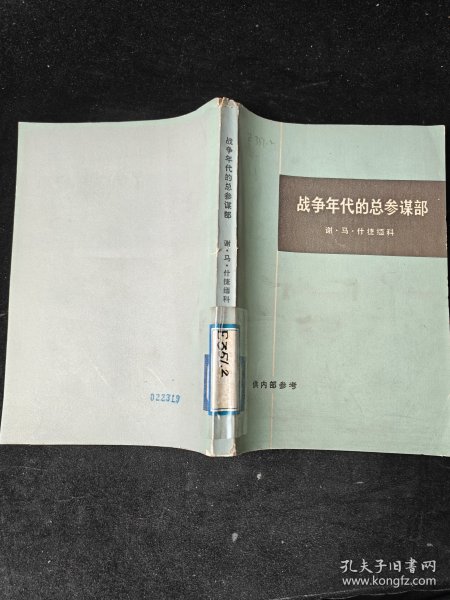 战争年代的总参谋部
谢·马·什捷缅科
供内部参考
战争年代的总参谋部
谢·马·什捷缅科
E351.2
022319
E351.2
孔夫子旧书网
www.kongfz.com